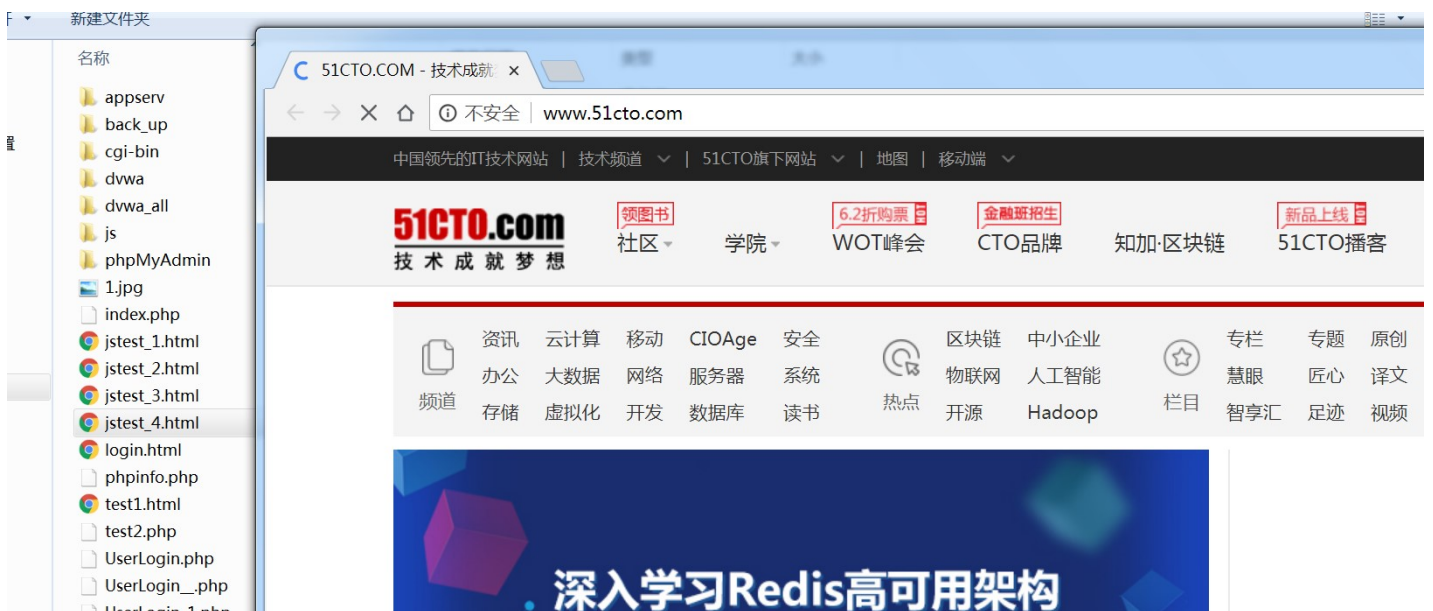 新建文件夹
名称
appserv
back_up
cgi-bin
dvwa
dvwa_all
js
phpMyAdmin
1.jpg
index.php
jstest_1.html
jstest_2.html
jstest_3.html
jstest_4.html
login.html
phpinfo.php
test1.html
test2.php
UserLogin.php
UserLogin__.php
UserLogin_1.php
置
51CTO.COM - 技术成就
不安全 | www.51cto.com
中国领先的IT技术网站 | 技术频道 | 51CTO旗下网站 | 地图 | 移动端
51CTO.com
技术成就梦想
领图书 6.2折购票 金融班招生 新品上线
社区 学院 WOT峰会 CTO品牌 知加·区块链 51CTO播客
频道
资讯 云计算 移动 CIOAge 安全
办公 大数据 网络 服务器 系统
存储 虚拟化 开发 数据库 读书
热点
区块链 中小企业
物联网 人工智能
开源 Hadoop
栏目
专栏 专题 原创
慧眼 匠心 译文
智享汇 足迹 视频
深入学习Redis高可用架构